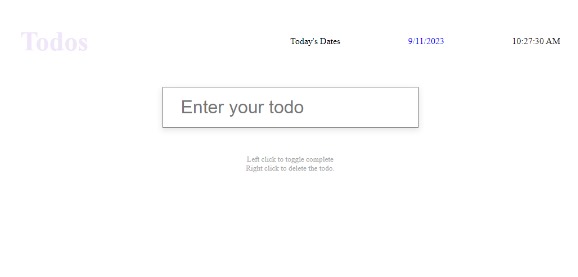 Todos
Today's Dates 9/11/2023 10:27:30 AM
Enter your todo
Left click to toggle complete
Right click to delete the todo.